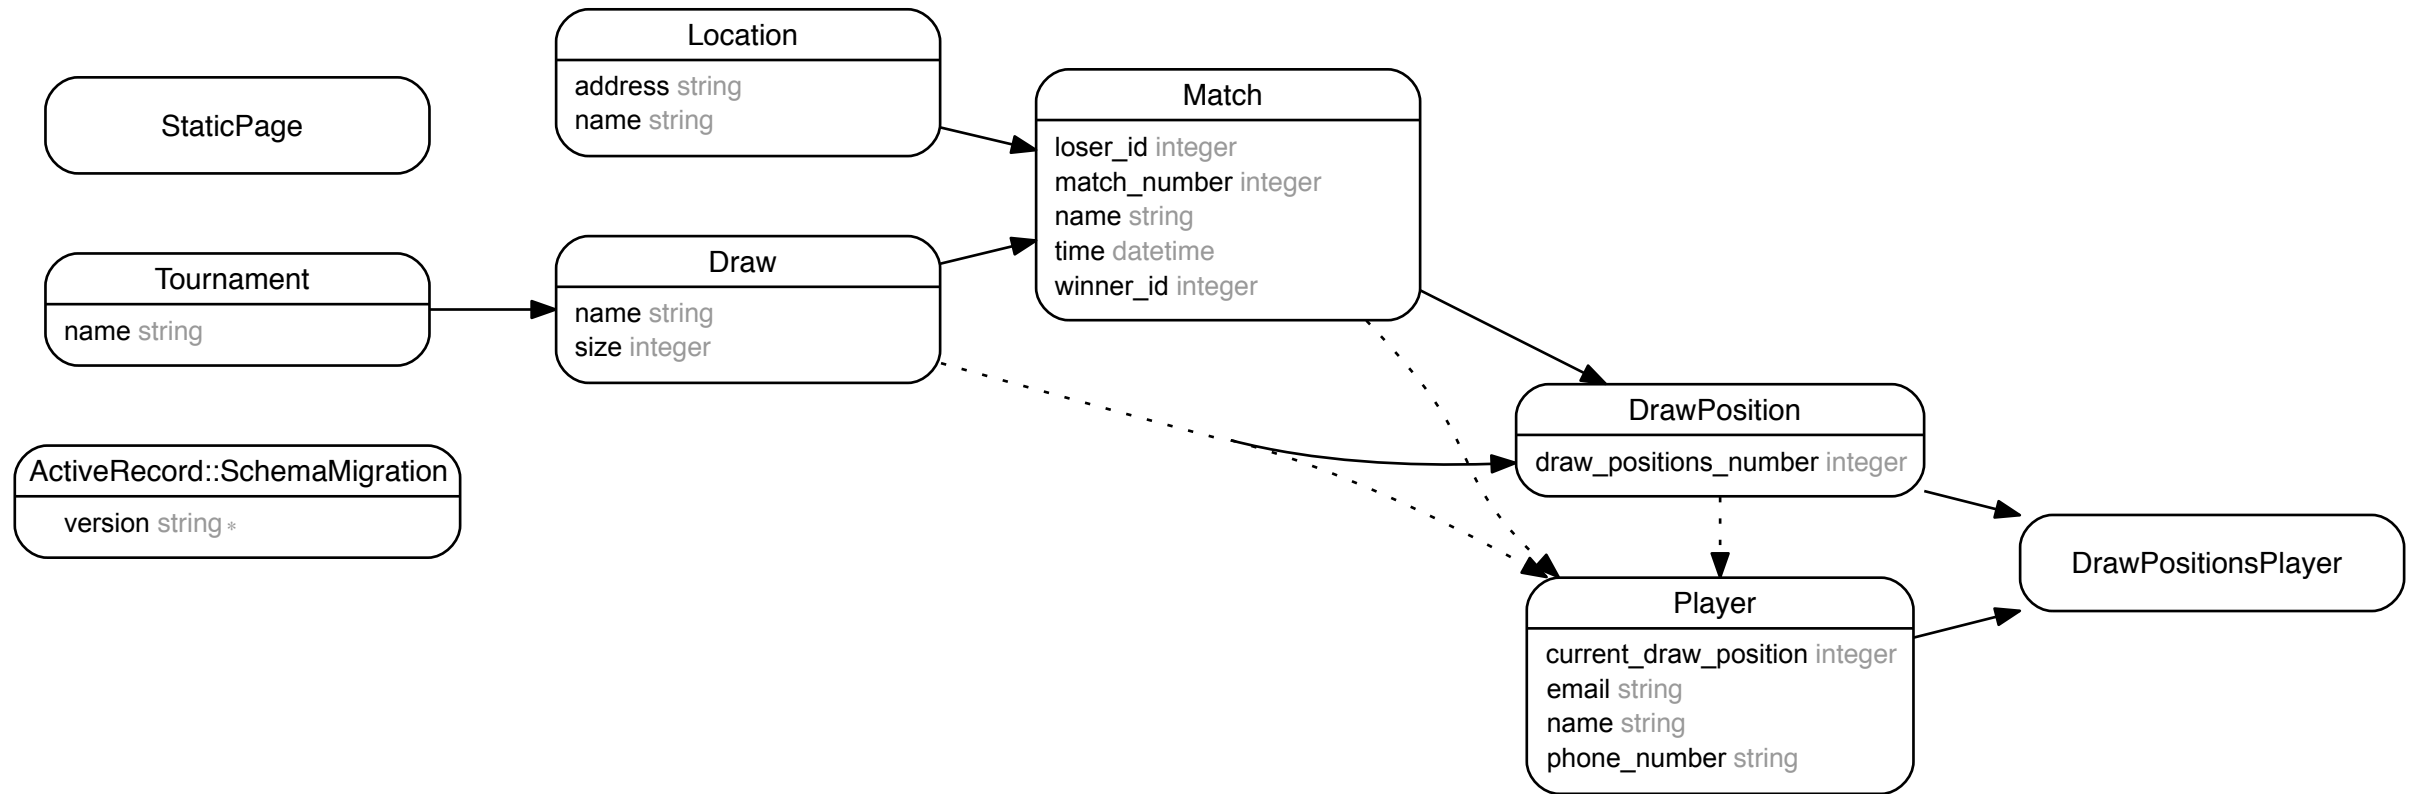 StaticPage
Tournament
name string
ActiveRecord::SchemaMigration
version string *
Location
address string
name string
Draw
name string
size integer
Match
loser_id integer
match_number integer
name string
time datetime
winner_id integer
DrawPosition
draw_positions_number integer
Player
current_draw_position integer
email string
name string
phone_number string
DrawPositionsPlayer